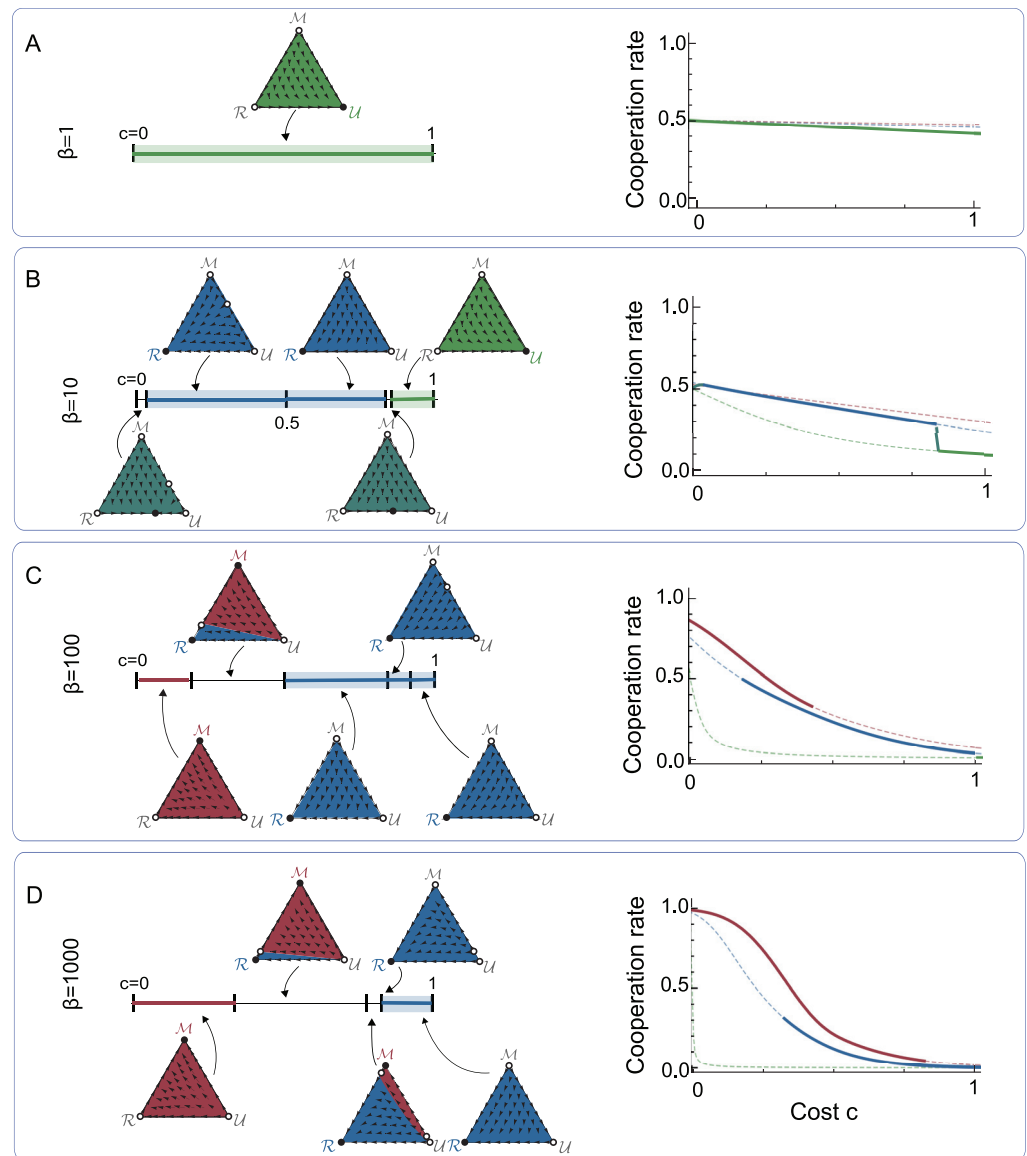 A
β=1
ℳ
ℛ
𝒰
c=0
1
Cooperation rate
1.0
0.5
0.0
0
1
B
β=10
ℳ
ℛ
𝒰
ℳ
ℛ
𝒰
ℳ
ℛ
𝒰
c=0
0.5
1
ℳ
ℛ
𝒰
ℳ
ℛ
𝒰
Cooperation rate
1.0
0.5
0.0
0
1
C
β=100
ℳ
ℛ
𝒰
ℳ
ℛ
𝒰
c=0
1
ℳ
ℛ
𝒰
ℳ
ℛ
𝒰
ℳ
ℛ
𝒰
Cooperation rate
1.0
0.5
0.0
0
1
D
β=1000
ℳ
ℛ
𝒰
ℳ
ℛ
𝒰
c=0
1
ℳ
ℛ
𝒰
ℳ
ℛ
𝒰
ℳ
ℛ
𝒰
Cooperation rate
1.0
0.5
0.0
0
1
Cost c